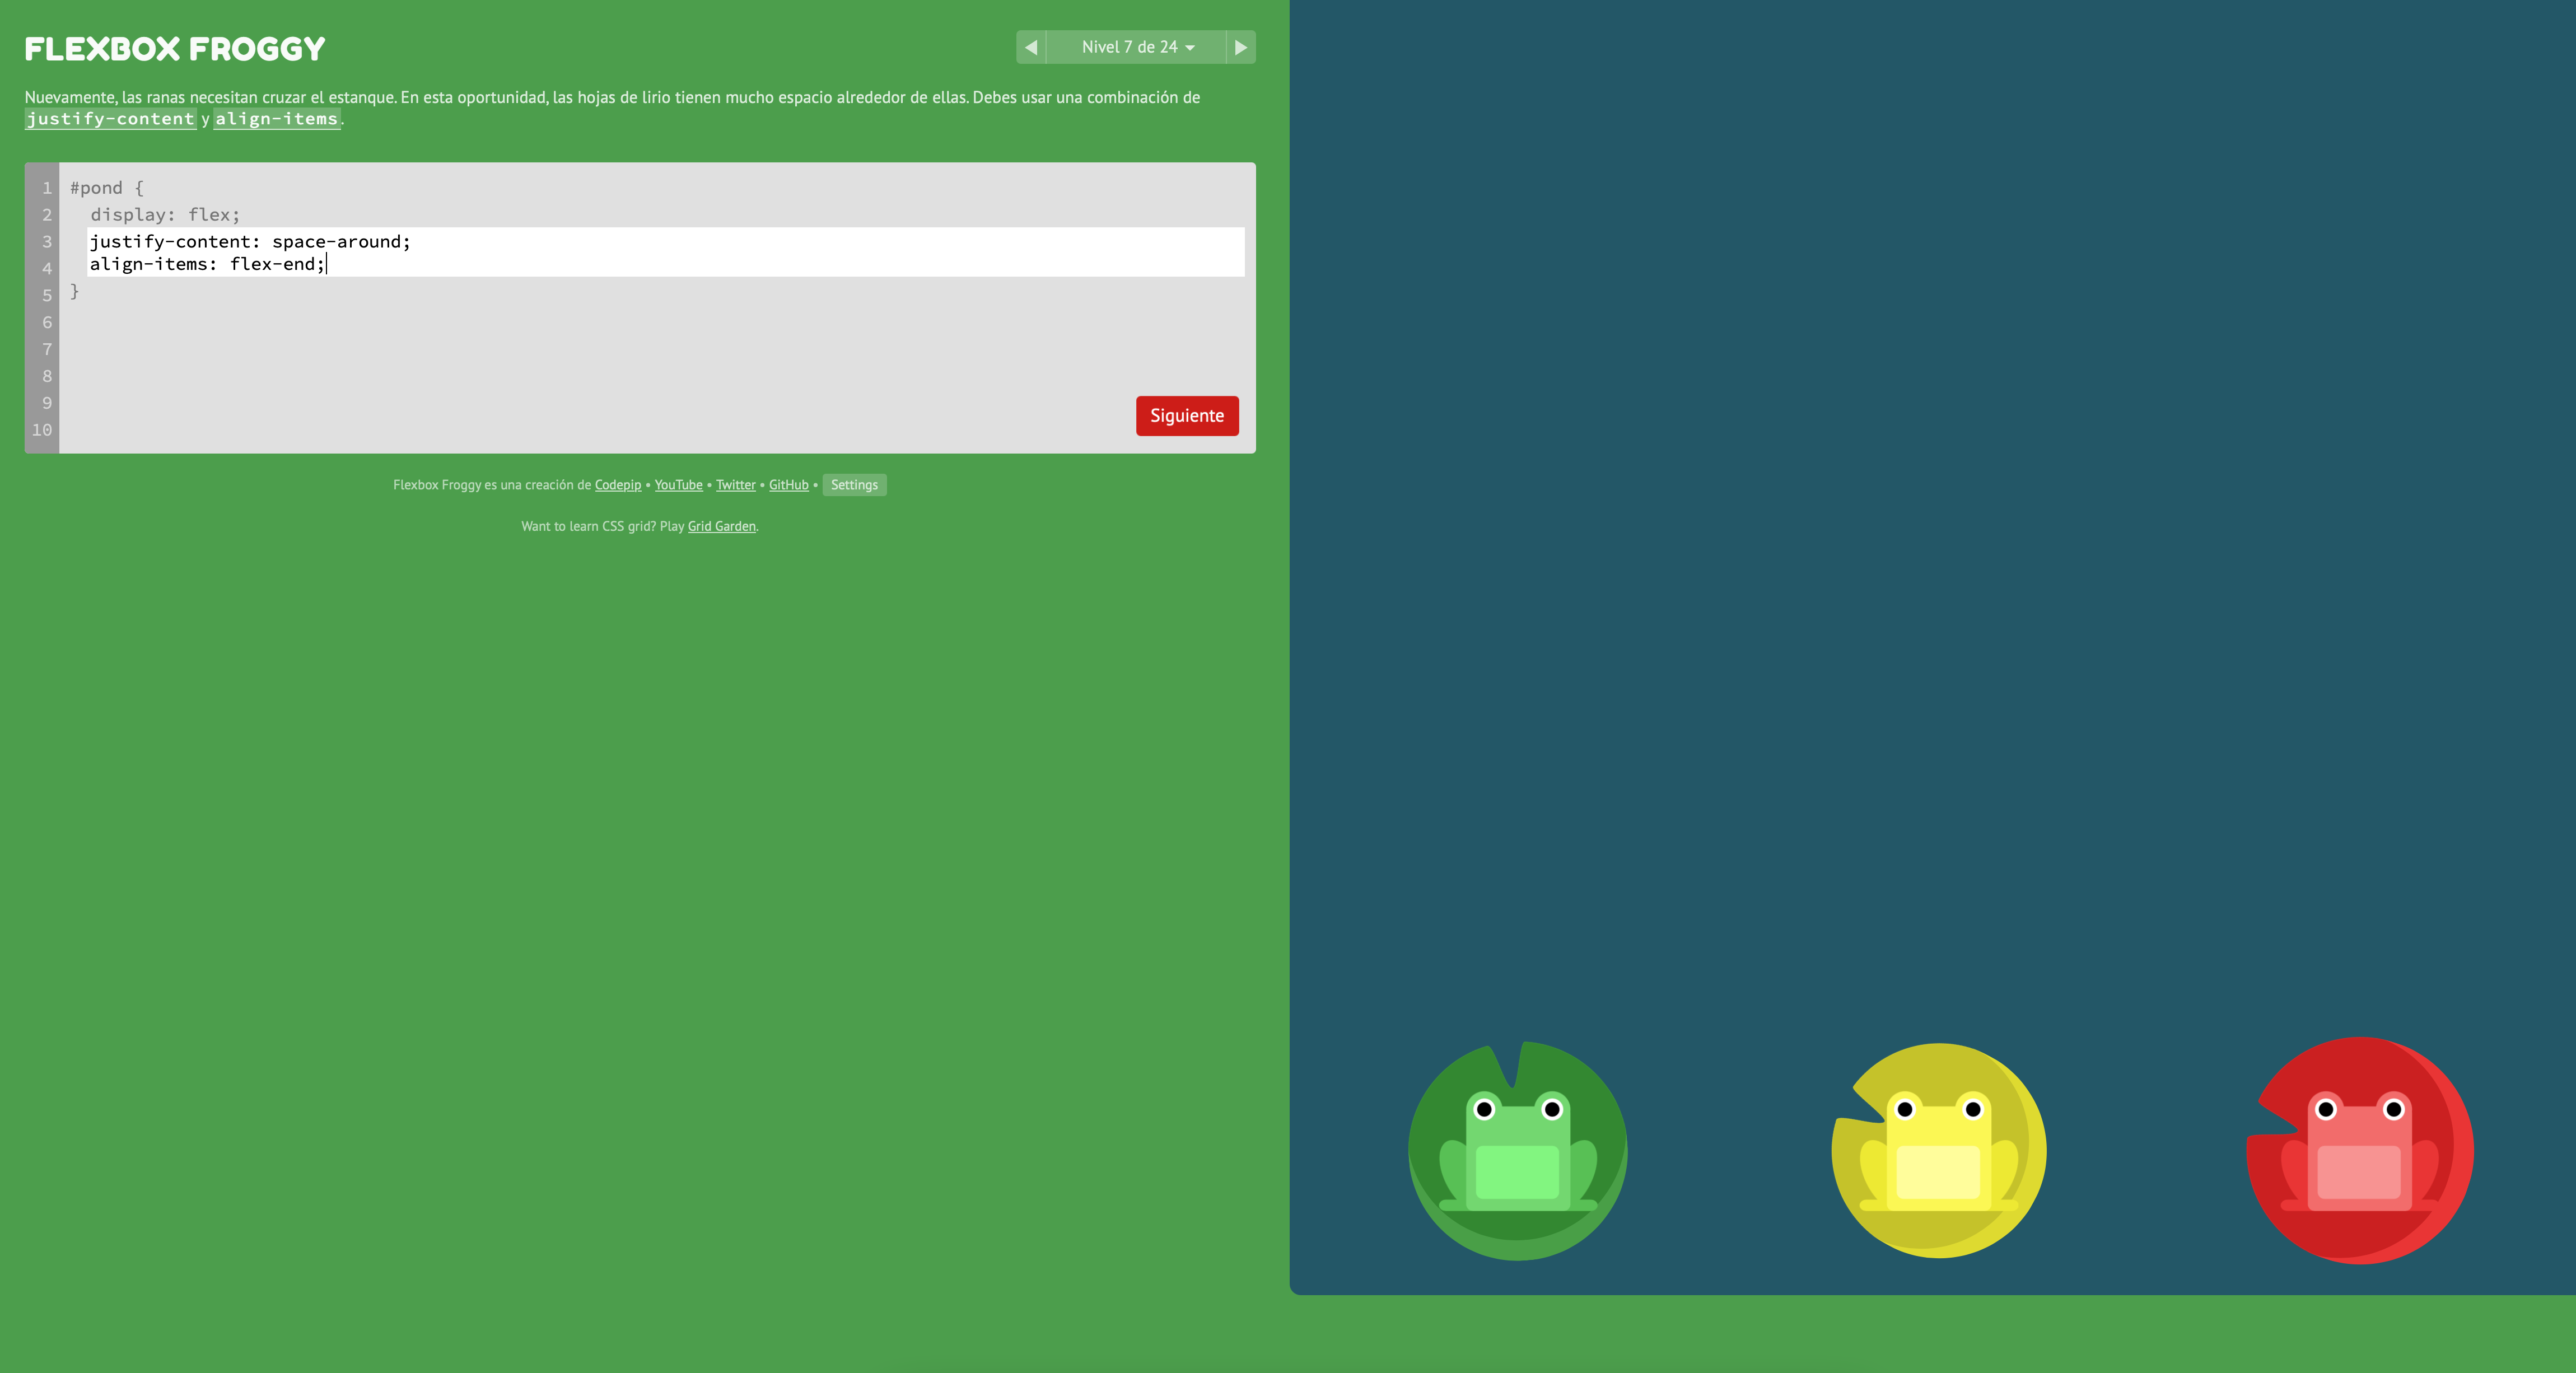 FLEXBOX FROGGY
Nivel 7 de 24
Nuevamente, las ranas necesitan cruzar el estanque. En esta oportunidad, las hojas de lirio tienen mucho espacio alrededor de ellas. Debes usar una combinación de
justify-content y align-items.
1 #pond {
2 display: flex;
3 justify-content: space-around;
4 align-items: flex-end;
5 }
6
7
8
9
10
Siguiente
Flexbox Froggy es una creación de Codepip • YouTube • Twitter • GitHub • Settings
Want to learn CSS grid? Play Grid Garden.